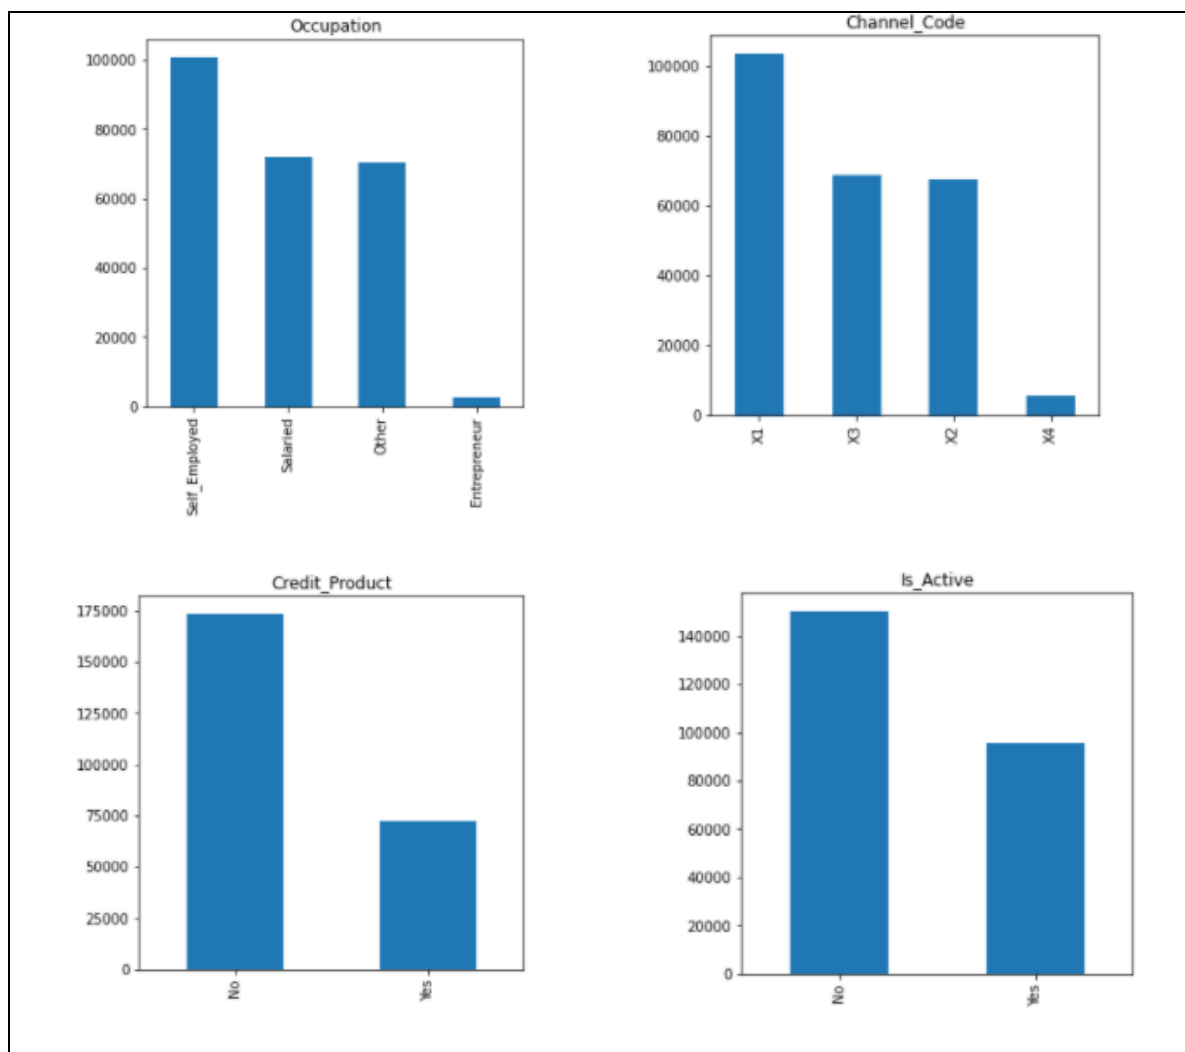 Occupation
100000
80000
60000
40000
20000
0
Self_Employed
Salaried
Other
Entrepreneur
Channel_Code
100000
80000
60000
40000
20000
0
X1
X3
X2
X4
Credit_Product
175000
150000
125000
100000
75000
50000
25000
0
No
Yes
Is_Active
140000
120000
100000
80000
60000
40000
20000
0
No
Yes